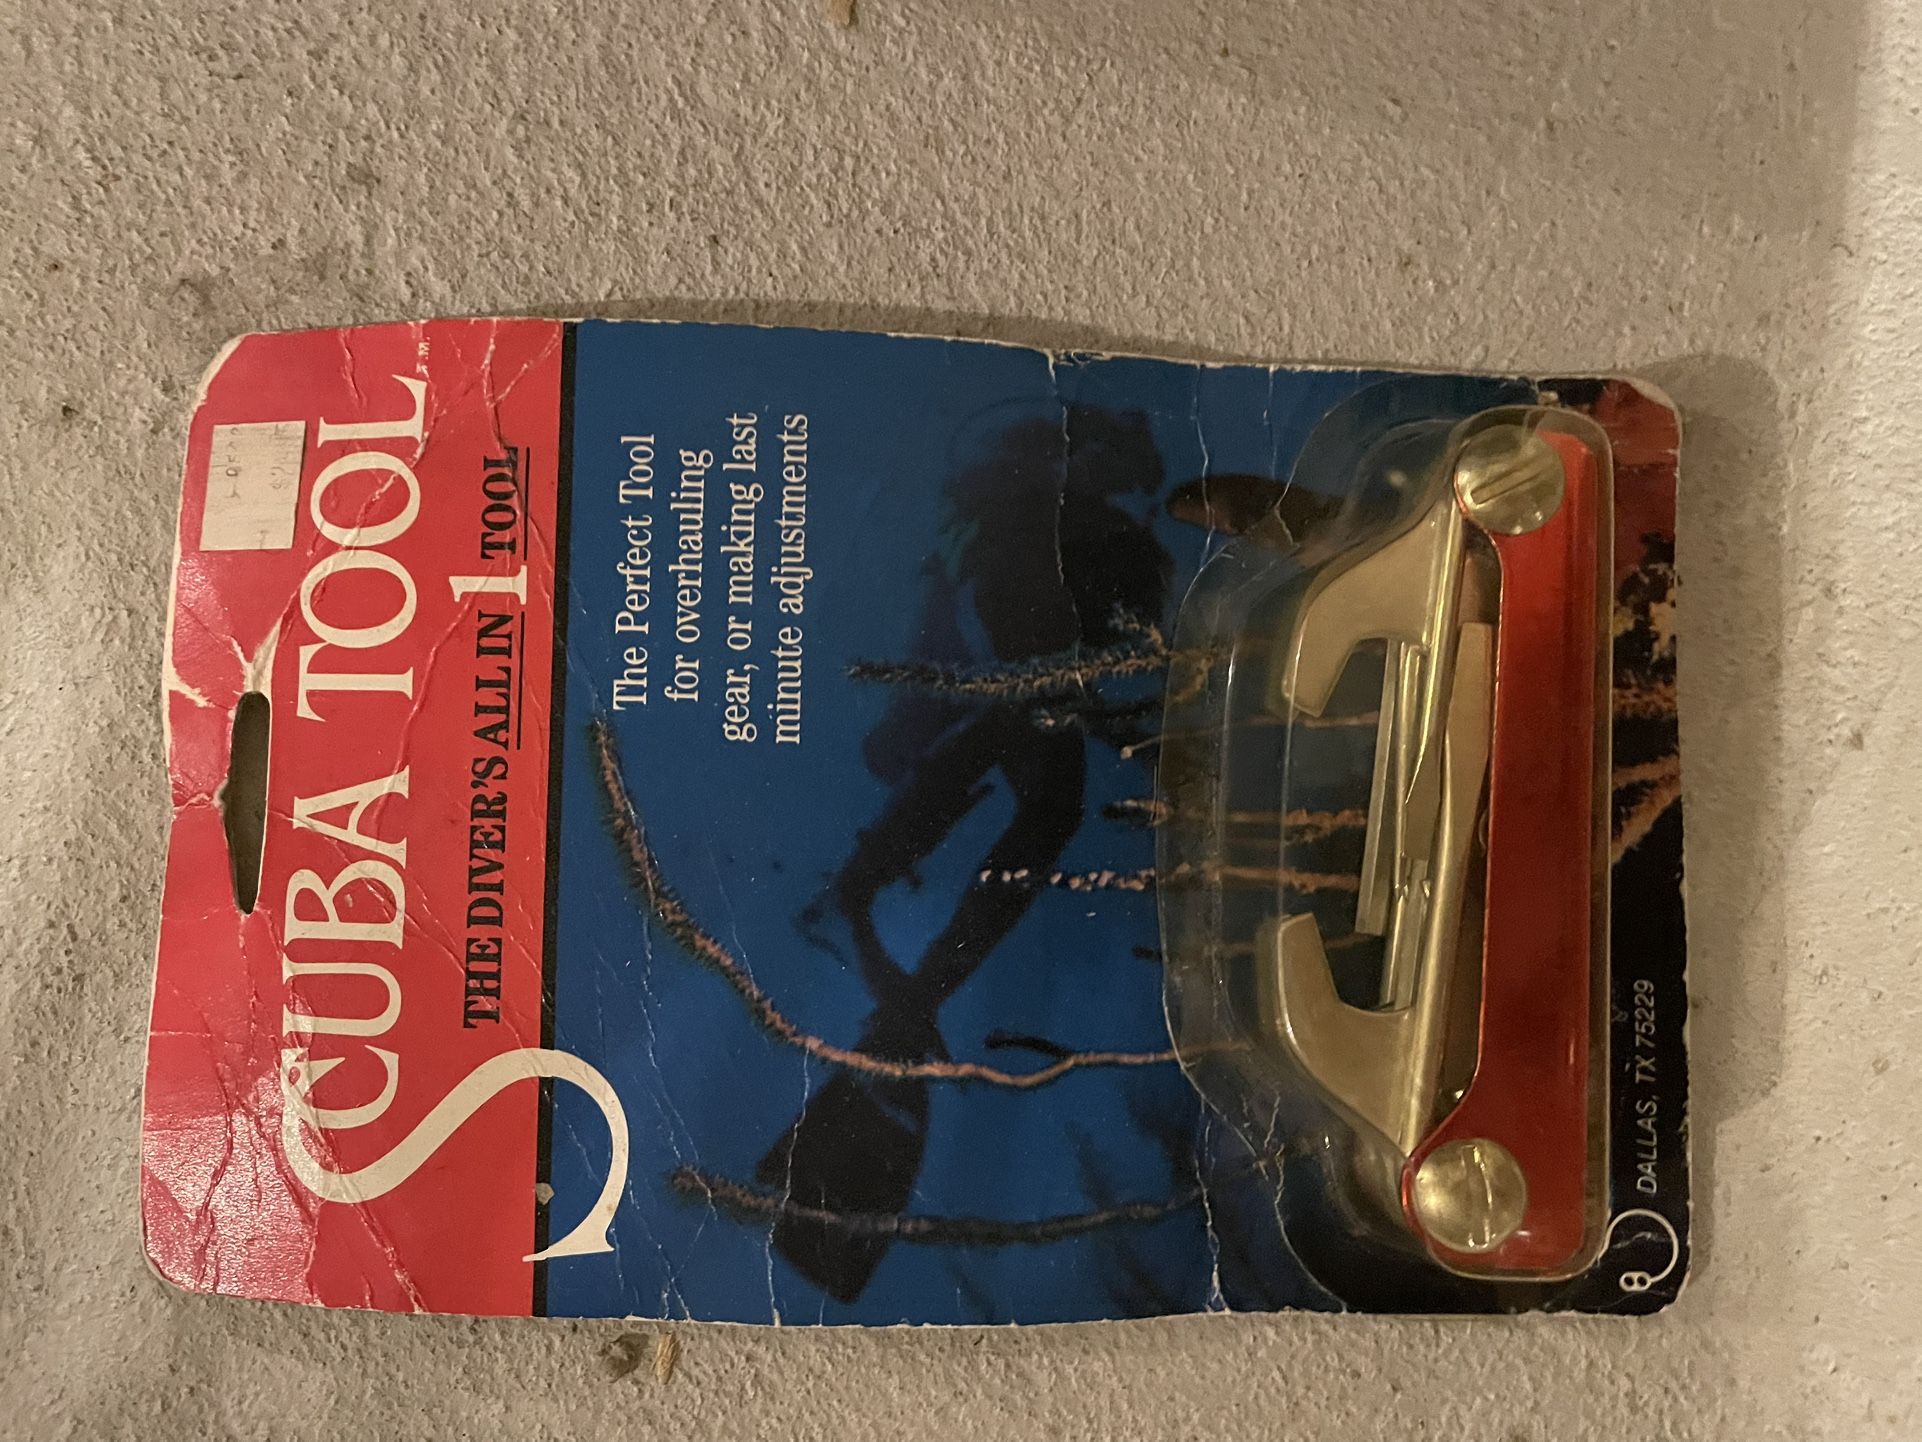 SCUBA TOOL T.M.
THE DIVER'S ALL IN 1 TOOL
The Perfect Tool
for overhauling
gear, or making last
minute adjustments
8 DALLAS, TX 75229